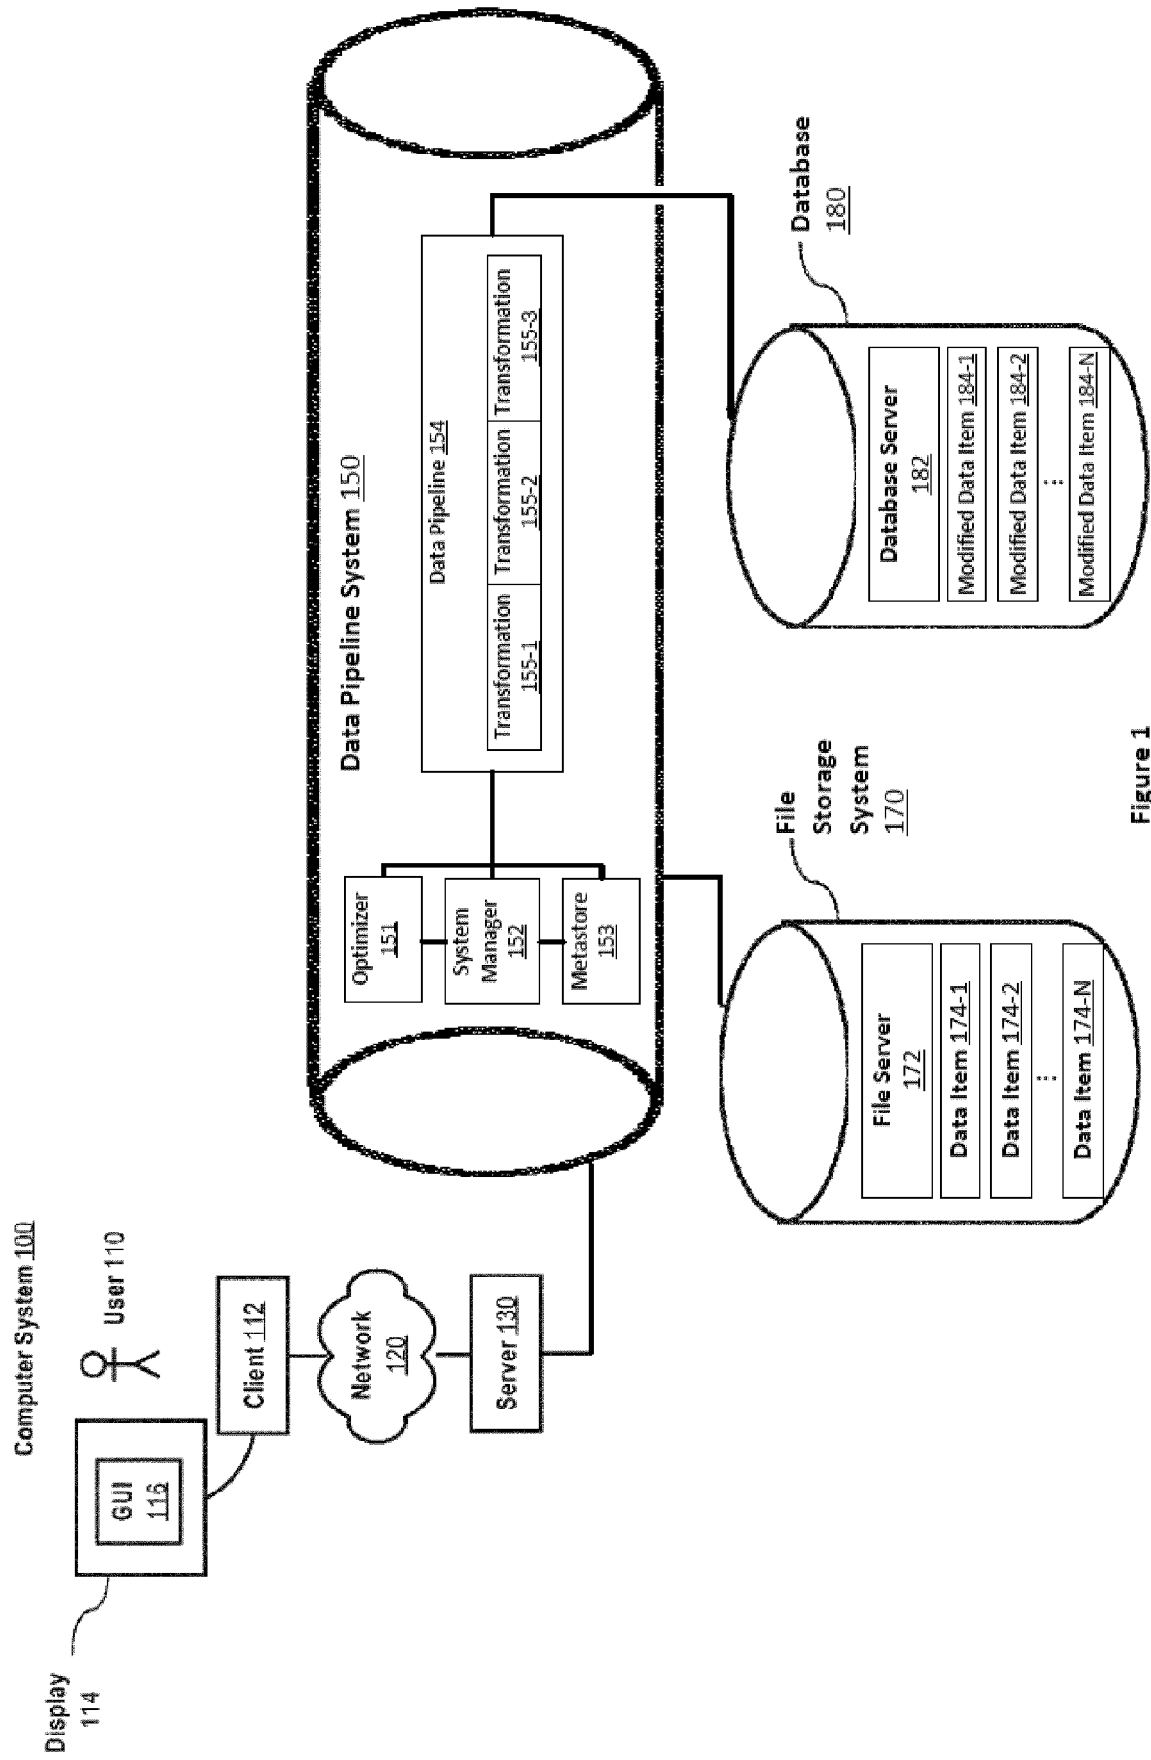 Computer System 100
Display
114
GUI
116
User 110
Client 112
Network
120
Server 130
Data Pipeline System 150
Optimizer
151
System
Manager
152
Metastore
153
Data Pipeline 154
Transformation
155-1
Transformation
155-2
Transformation
155-3
File
Storage
System
170
File Server
172
Data Item 174-1
Data Item 174-2
...
Data Item 174-N
Database
180
Database Server
182
Modified Data Item 184-1
Modified Data Item 184-2
...
Modified Data Item 184-N
Figure 1